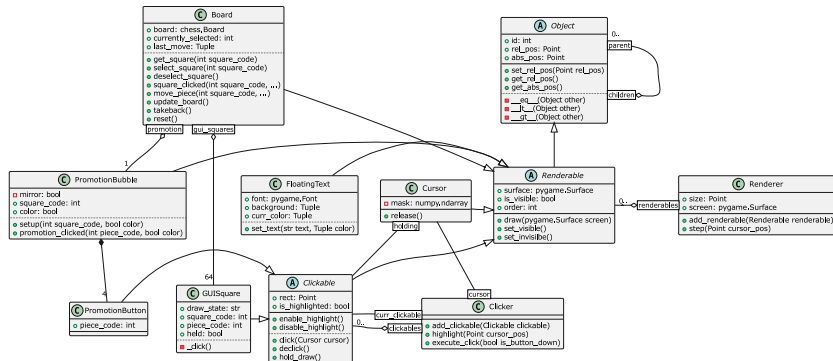 C Board
board: chess.Board
currently_selected: int
last_move: Tuple
get_square(int square_code)
select_square(int square_code)
deselect_square()
square_clicked(int square_code, ...)
move_piece(int square_code, ...)
update_board()
takeback()
reset()
promotion
gui_squares
A Object
id: int
rel_pos: Point
abs_pos: Point
set_rel_pos(Point rel_pos)
get_rel_pos()
get_abs_pos()
__eq__(Object other)
__lt__(Object other)
__gt__(Object other)
0..
parent
children
1
C PromotionBubble
mirror: bool
square_code: int
color: bool
setup(int square_code, bool color)
promotion_clicked(int piece_code, bool color)
C FloatingText
font: pygame.Font
background: Tuple
curr_color: Tuple
set_text(str text, Tuple color)
C Cursor
mask: numpy.ndarray
release()
holding
A Renderable
surface: pygame.Surface
is_visible: bool
order: int
draw(pygame.Surface screen)
set_visible()
set_invisilbe()
0..
renderables
C Renderer
size: Point
screen: pygame.Surface
add_renderable(Renderable renderable)
step(Point cursor_pos)
4
C PromotionButton
piece_code: int
64
C GUISquare
draw_state: str
square_code: int
piece_code: int
held: bool
_click()
A Clickable
rect: Point
is_highlighted: bool
enable_highlight()
disable_highlight()
click(Cursor cursor)
declick()
hold_draw()
curr_clickable
0..
clickables
cursor
C Clicker
add_clickable(Clickable clickable)
highlight(Point cursor_pos)
execute_click(bool is_button_down)